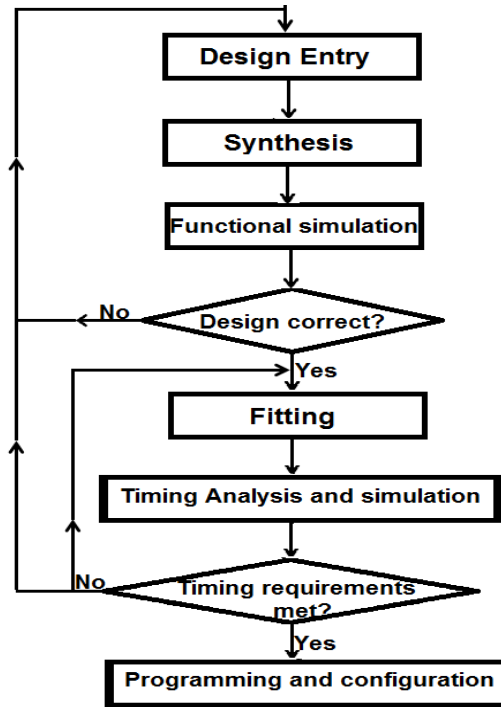 Design Entry
Synthesis
Functional simulation
Design correct?
No
Yes
Fitting
Timing Analysis and simulation
Timing requirements
met?
No
Yes
Programming and configuration